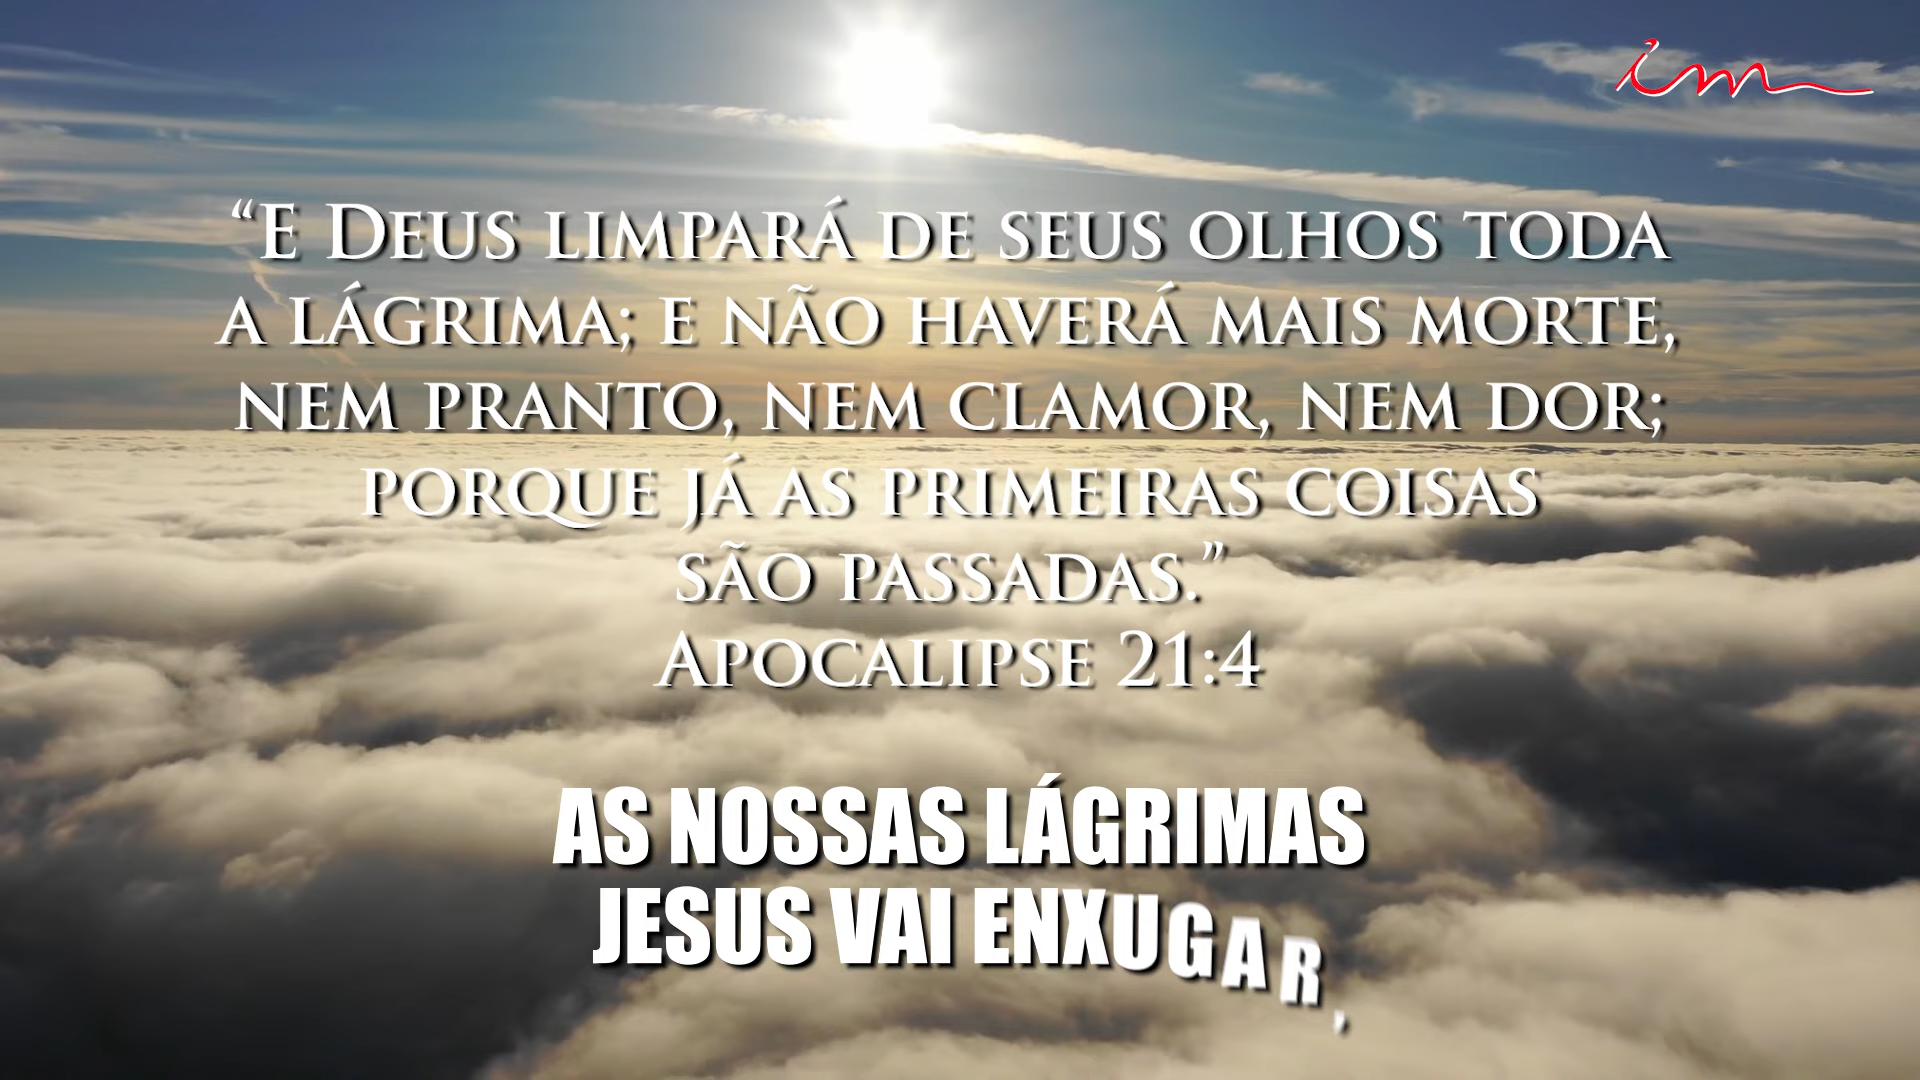 im
“E Deus limpará de seus olhos toda
a lágrima; e não haverá mais morte,
nem pranto, nem clamor, nem dor;
porque já as primeiras coisas
são passadas.”
Apocalipse 21:4
AS NOSSAS LÁGRIMAS
JESUS VAI ENXUGAR,